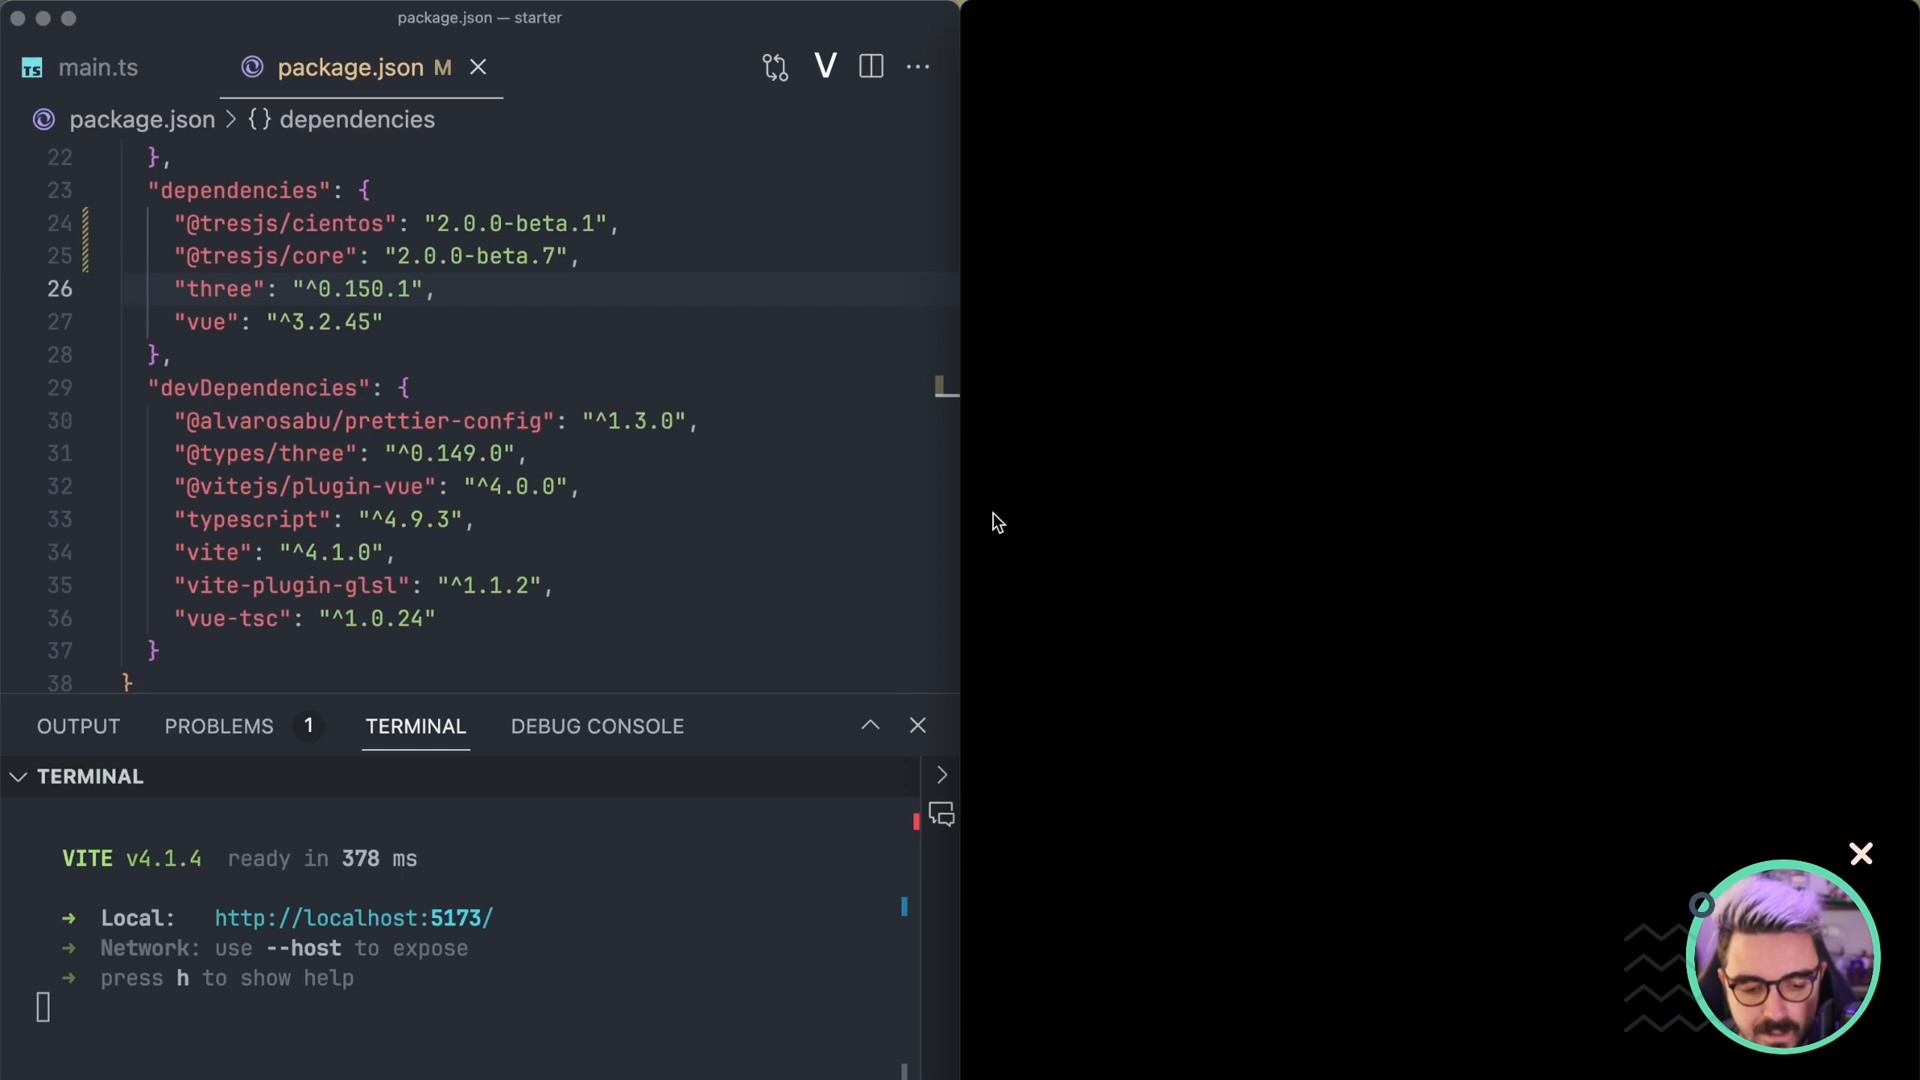 package.json — starter
TS main.ts
package.json M
package.json > {} dependencies
22 },
23 "dependencies": {
24 "@tresjs/cientos": "2.0.0-beta.1",
25 "@tresjs/core": "2.0.0-beta.7",
26 "three": "^0.150.1",
27 "vue": "^3.2.45"
28 },
29 "devDependencies": {
30 "@alvarosabu/prettier-config": "^1.3.0",
31 "@types/three": "^0.149.0",
32 "@vitejs/plugin-vue": "^4.0.0",
33 "typescript": "^4.9.3",
34 "vite": "^4.1.0",
35 "vite-plugin-glsl": "^1.1.2",
36 "vue-tsc": "^1.0.24"
37 }
38 }
OUTPUT PROBLEMS 1 TERMINAL DEBUG CONSOLE
TERMINAL
VITE v4.1.4 ready in 378 ms
➜ Local: http://localhost:5173/
➜ Network: use --host to expose
➜ press h to show help